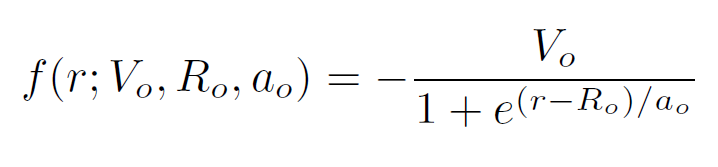 f(r; V_o, R_o, a_o) = -\frac{V_o}{1 + e^{(r-R_o)/a_o}}